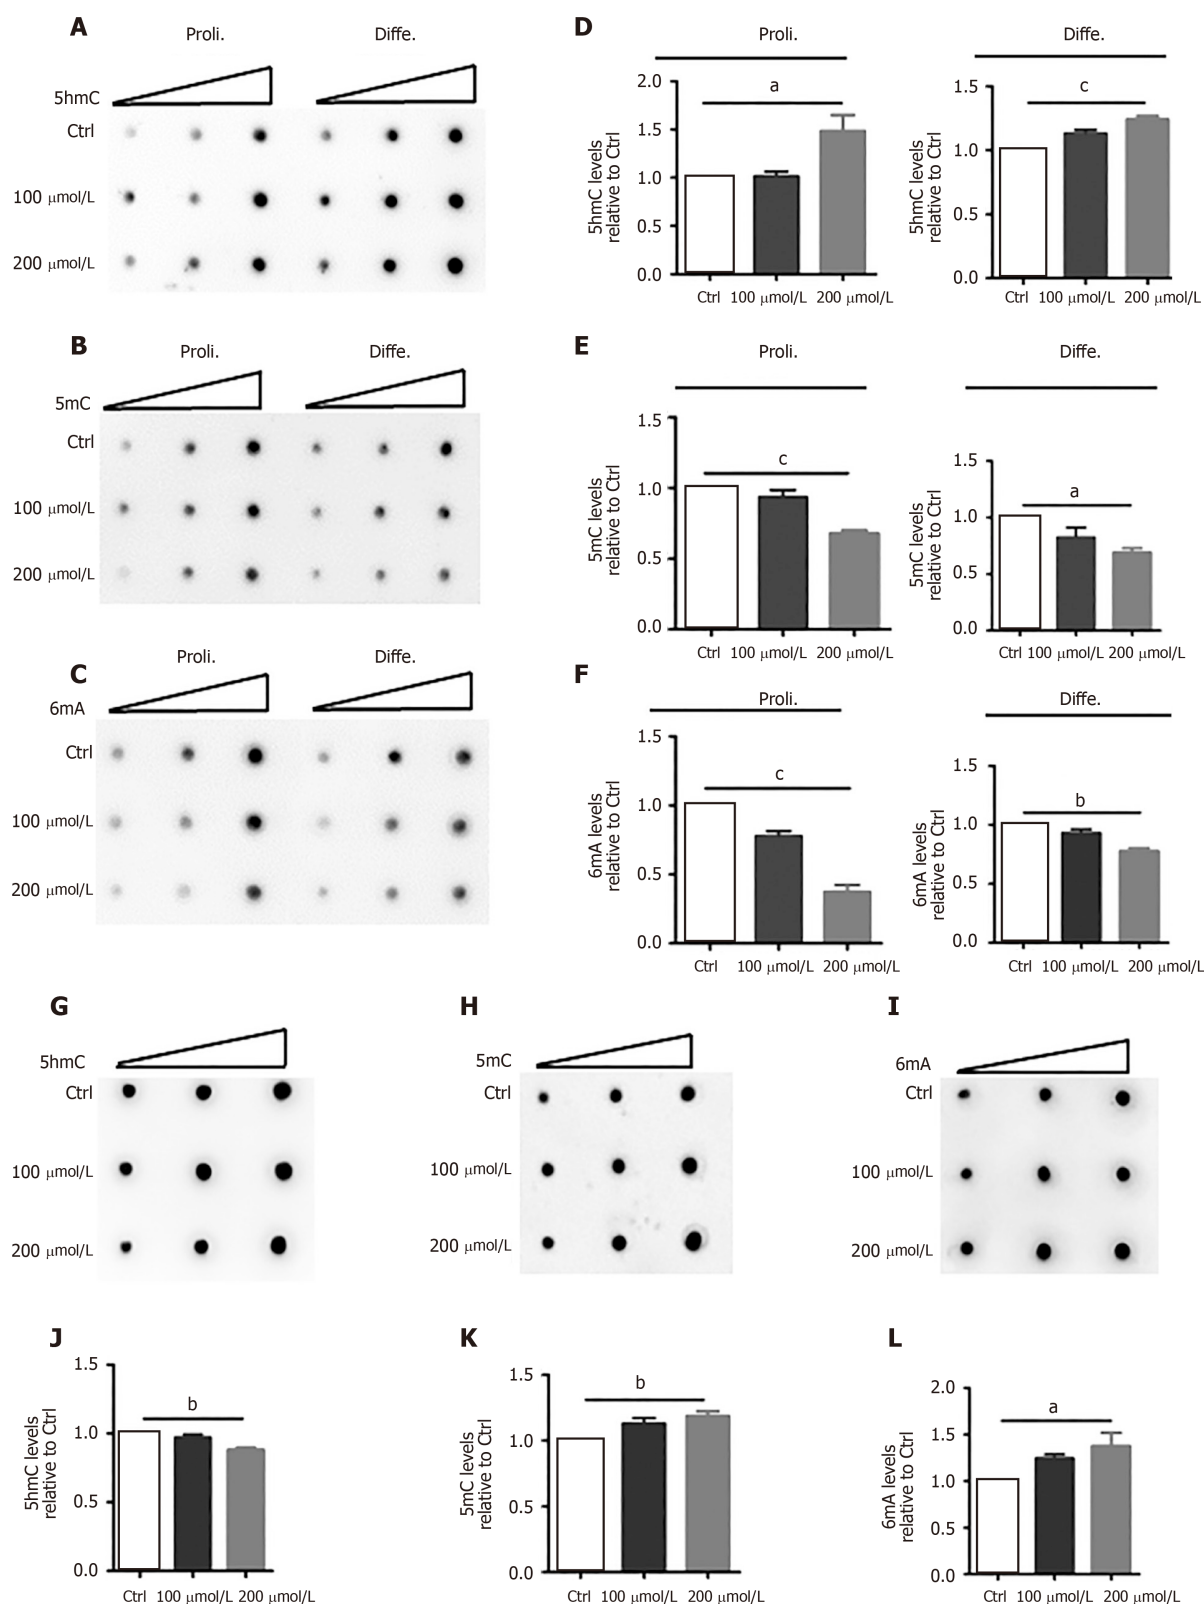 A
Proli. Diffe.
5hmC
Ctrl
100 μmol/L
200 μmol/L
D
Proli.
a
2.0
1.5
1.0
0.5
0.0
5hmC levels
relative to Ctrl
Ctrl 100 μmol/L 200 μmol/L
Diffe.
c
1.5
1.0
0.5
0.0
5hmC levels
relative to Ctrl
Ctrl 100 μmol/L 200 μmol/L
B
Proli. Diffe.
5mC
Ctrl
100 μmol/L
200 μmol/L
E
Proli.
c
1.5
1.0
0.5
0.0
5mC levels
relative to Ctrl
Ctrl 100 μmol/L 200 μmol/L
Diffe.
a
1.5
1.0
0.5
0.0
5mC levels
relative to Ctrl
Ctrl 100 μmol/L 200 μmol/L
C
Proli. Diffe.
6mA
Ctrl
100 μmol/L
200 μmol/L
F
Proli.
c
1.5
1.0
0.5
0.0
6mA levels
relative to Ctrl
Ctrl 100 μmol/L 200 μmol/L
Diffe.
b
1.5
1.0
0.5
0.0
6mA levels
relative to Ctrl
Ctrl 100 μmol/L 200 μmol/L
G
5hmC
Ctrl
100 μmol/L
200 μmol/L
H
5mC
Ctrl
100 μmol/L
200 μmol/L
I
6mA
Ctrl
100 μmol/L
200 μmol/L
J
b
1.5
1.0
0.5
0.0
5hmC levels
relative to Ctrl
Ctrl 100 μmol/L 200 μmol/L
K
b
1.5
1.0
0.5
0.0
5mC levels
relative to Ctrl
Ctrl 100 μmol/L 200 μmol/L
L
a
2.0
1.5
1.0
0.5
0.0
6mA levels
relative to Ctrl
Ctrl 100 μmol/L 200 μmol/L